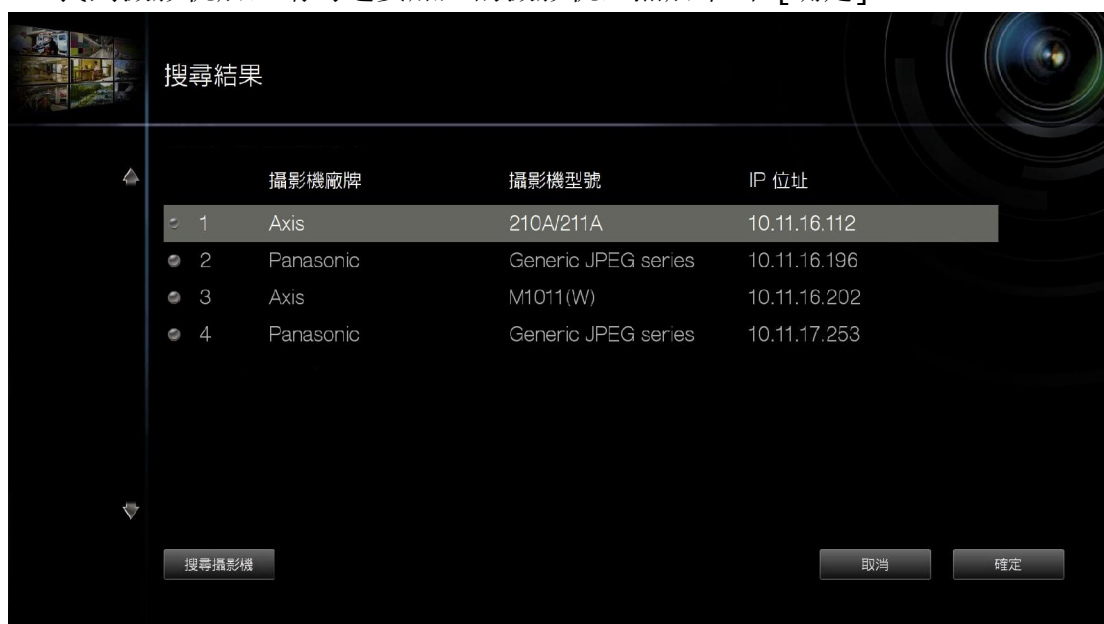 [確定]
搜尋結果
攝影機廠牌 攝影機型號 IP 位址
1 Axis 210A/211A 10.11.16.112
2 Panasonic Generic JPEG series 10.11.16.196
3 Axis M1011(W) 10.11.16.202
4 Panasonic Generic JPEG series 10.11.17.253
搜尋攝影機 取消 確定